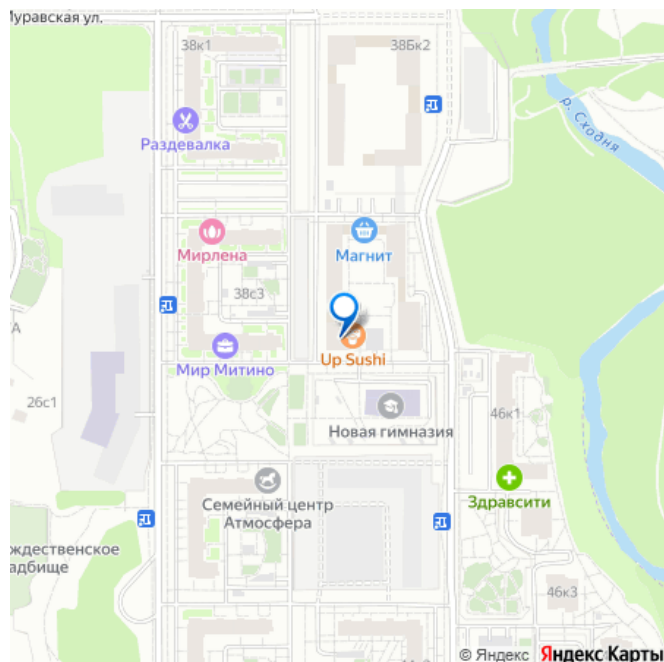 Муравская ул.
38к1
38Бк2
р. Сходня
Раздевалка
Мирлена
Магнит
38с3
А
Up Sushi
Мир Митино
26с1
46к1
Новая гимназия
Семейный центр
Атмосфера
Здравсити
ждественское
адбище
46к3
© Яндекс Яндекс Карты